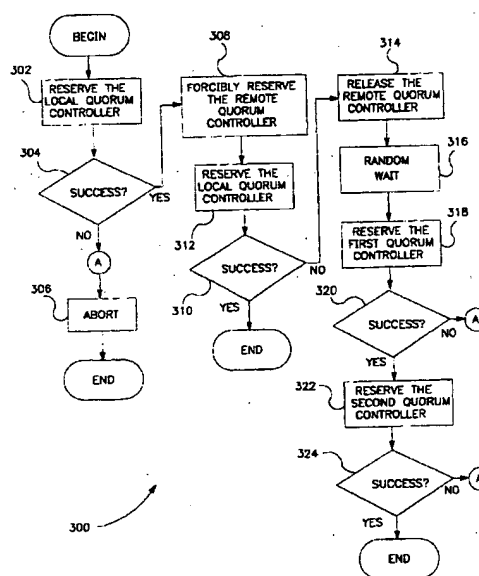 BEGIN
302
RESERVE THE
LOCAL QUORUM
CONTROLLER
304
SUCCESS?
YES
NO
A
306
ABORT
END
308
FORCIBLY RESERVE
THE REMOTE
QUORUM
CONTROLLER
RESERVE THE
LOCAL QUORUM
CONTROLLER
312
SUCCESS?
NO
310
YES
END
314
RELEASE THE
REMOTE QUORUM
CONTROLLER
RANDOM
WAIT
316
318
RESERVE THE
FIRST QUORUM
CONTROLLER
320
SUCCESS?
NO
A
YES
322
RESERVE THE
SECOND QUORUM
CONTROLLER
324
SUCCESS?
NO
A
YES
END
300